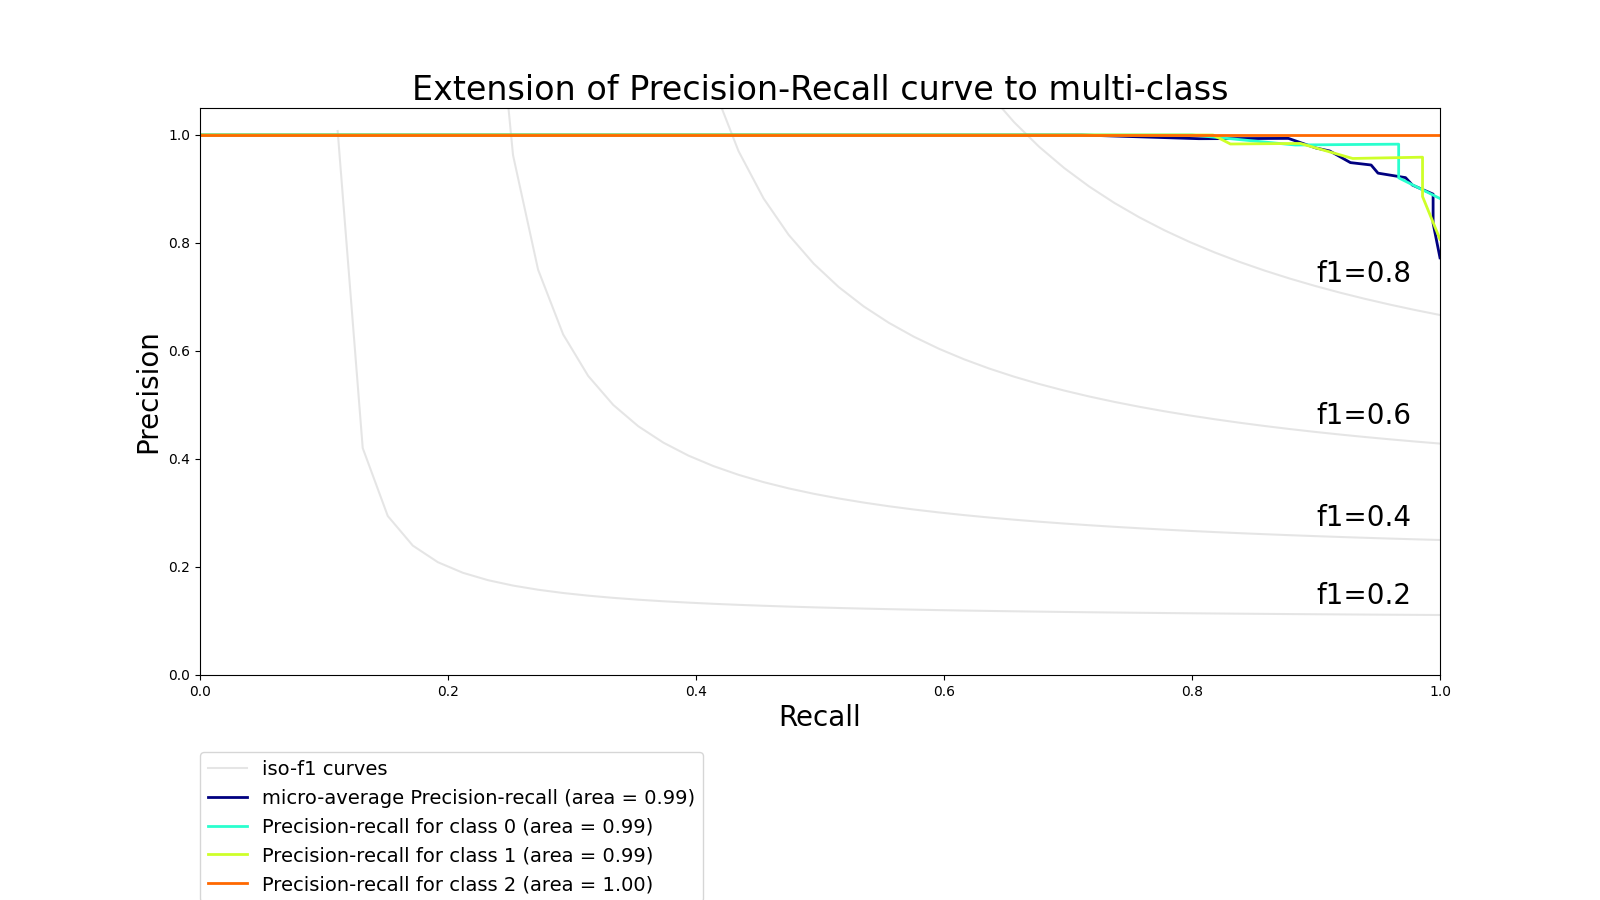 Extension of Precision-Recall curve to multi-class
1.0
0.8
0.6
0.4
0.2
0.0
Precision
f1=0.8
f1=0.6
f1=0.4
f1=0.2
0.0 0.2 0.4 0.6 0.8 1.0
Recall
iso-f1 curves
micro-average Precision-recall (area = 0.99)
Precision-recall for class 0 (area = 0.99)
Precision-recall for class 1 (area = 0.99)
Precision-recall for class 2 (area = 1.00)